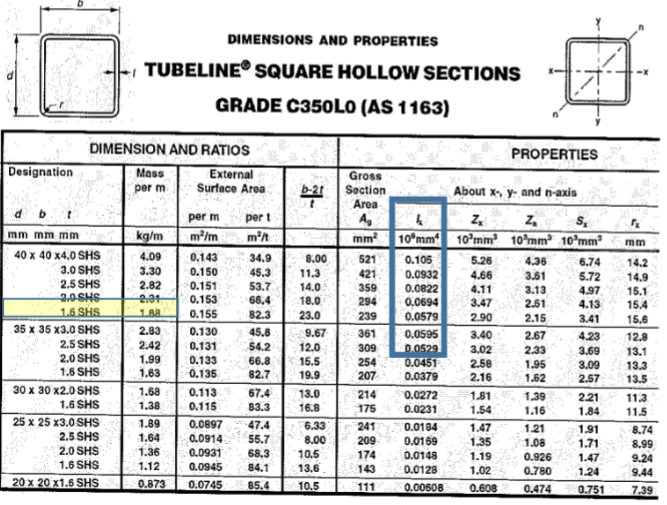 b
d
t
r
DIMENSIONS AND PROPERTIES
TUBELINE® SQUARE HOLLOW SECTIONS
GRADE C350L0 (AS 1163)
y
n
x
x
n
y
DIMENSION AND RATIOS PROPERTIES
Designation Mass per m External Surface Area b-2t/t Gross Section Area About x-, y- and n-axis
d b t per m per t Ag Ix Zx Zn Sx rx
mm mm mm kg/m m²/m m²/t mm² 10⁶mm⁴ 10³mm³ 10³mm³ 10³mm³ mm
40 x 40 x4.0 SHS 4.09 0.143 34.9 8.00 521 0.105 5.26 4.36 6.74 14.2
3.0 SHS 3.30 0.150 45.3 11.3 421 0.0932 4.66 3.61 5.72 14.9
2.5 SHS 2.82 0.151 53.7 14.0 359 0.0822 4.11 3.13 4.97 15.1
2.0 SHS 2.31 0.153 66.4 18.0 294 0.0694 3.47 2.51 4.13 15.4
1.6 SHS 1.88 0.155 82.3 23.0 239 0.0579 2.90 2.15 3.41 15.6
35 x 35 x3.0 SHS 2.83 0.130 45.8 9.67 361 0.0595 3.40 2.67 4.23 12.8
2.5 SHS 2.42 0.131 54.2 12.0 309 0.0529 3.02 2.33 3.69 13.1
2.0 SHS 1.99 0.133 66.8 15.5 254 0.0451 2.58 1.95 3.09 13.3
1.6 SHS 1.63 0.135 82.7 19.9 207 0.0379 2.16 1.62 2.57 13.5
30 x 30 x2.0 SHS 1.68 0.113 67.4 13.0 214 0.0272 1.81 1.39 2.21 11.3
1.6 SHS 1.38 0.115 83.3 16.8 175 0.0231 1.54 1.16 1.84 11.5
25 x 25 x3.0 SHS 1.89 0.0897 47.4 6.33 241 0.0184 1.47 1.21 1.91 8.74
2.5 SHS 1.64 0.0914 55.7 8.00 209 0.0169 1.35 1.08 1.71 8.99
2.0 SHS 1.36 0.0931 68.3 10.5 174 0.0148 1.19 0.926 1.47 9.24
1.6 SHS 1.12 0.0945 84.1 13.6 143 0.0128 1.02 0.780 1.24 9.44
20 x 20 x1.6 SHS 0.873 0.0745 85.4 10.5 111 0.00608 0.608 0.474 0.751 7.39